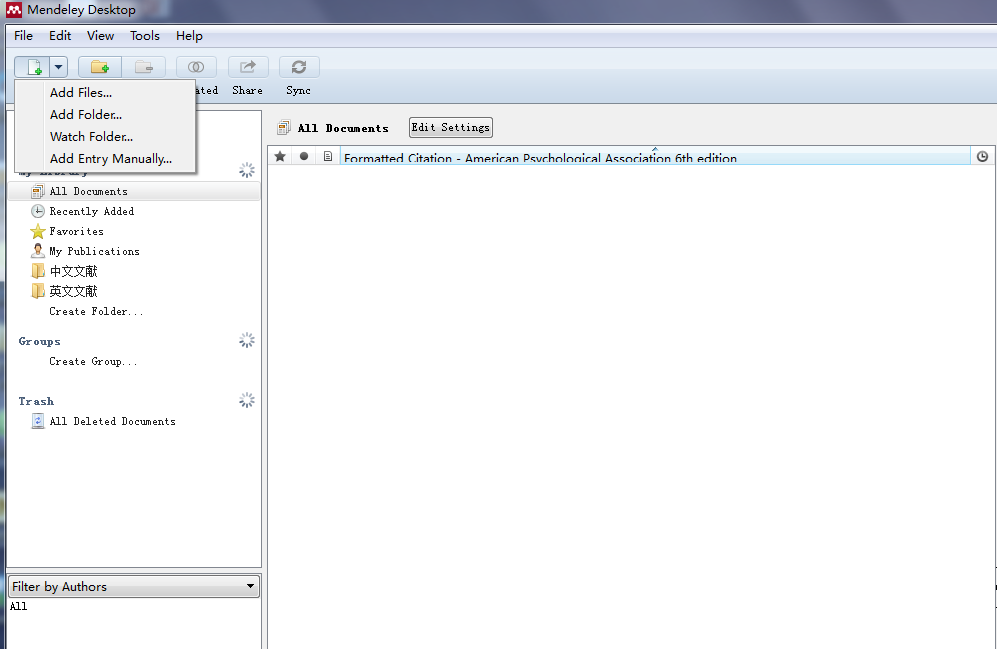 Mendeley Desktop
File Edit View Tools Help
Share Sync
Add Files...
Add Folder...
Watch Folder...
Add Entry Manually...
All Documents Edit Settings
Formatted Citation - American Psychological Association 6th edition
My Library
All Documents
Recently Added
Favorites
My Publications
中文文献
英文文献
Create Folder...
Groups
Create Group...
Trash
All Deleted Documents
Filter by Authors
All